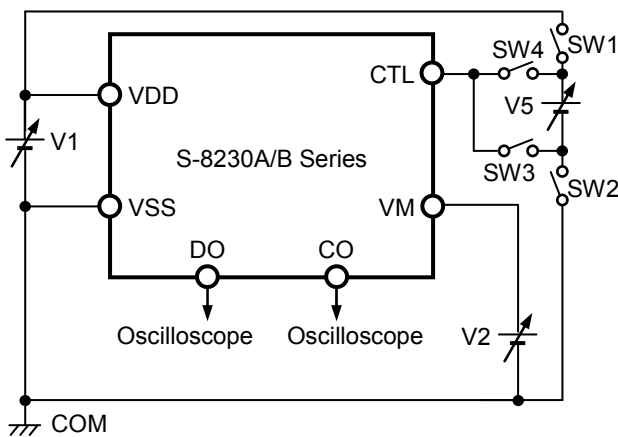 SW1
SW4
CTL
VDD
V5
V1
S-8230A/B Series
SW3
SW2
VSS
VM
DO
CO
Oscilloscope
Oscilloscope
V2
COM